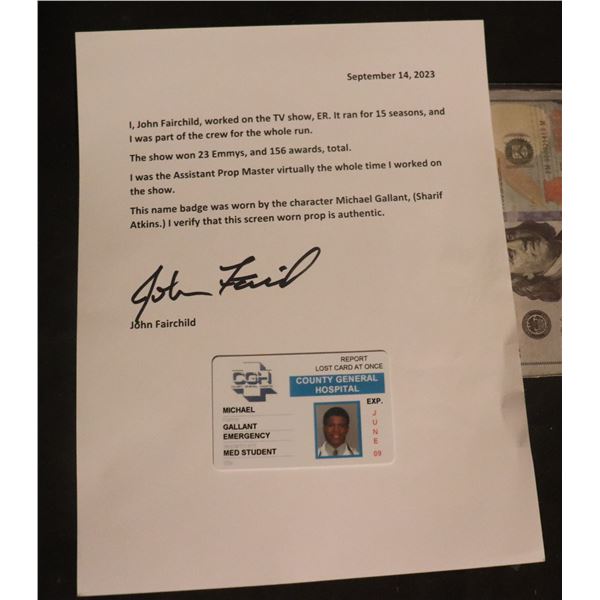 September 14, 2023
I, John Fairchild, worked on the TV show, ER. It ran for 15 seasons, and
I was part of the crew for the whole run.
The show won 23 Emmys, and 156 awards, total.
I was the Assistant Prop Master virtually the whole time I worked on
the show.
This name badge was worn by the character Michael Gallant, (Sharif
Atkins.) I verify that this screen worn prop is authentic.
John Fairchild
REPORT
LOST CARD AT ONCE
CGH
COUNTY GENERAL
HOSPITAL
MICHAEL
GALLANT
EMERGENCY
MED STUDENT
EXP.
JUNE
09